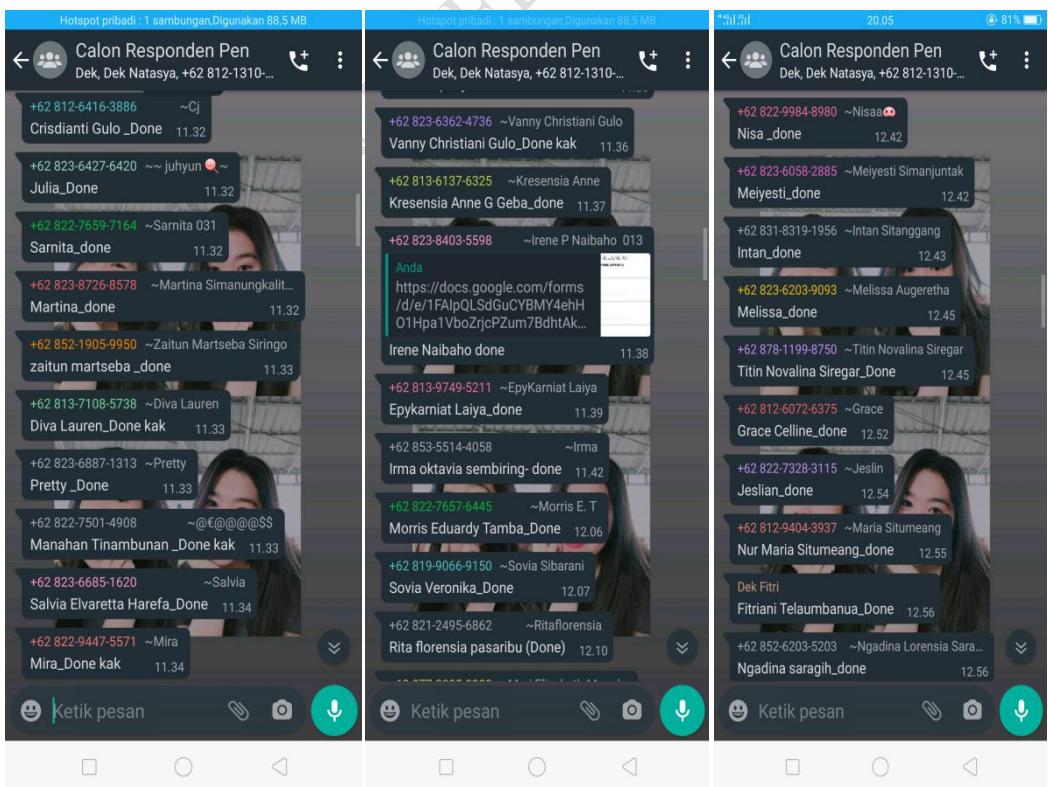 Hotspot pribadi : 1 sambungan,Digunakan 88,5 MB
Calon Responden Pen
Dek, Dek Natasya, +62 812-1310-...
+62 812-6416-3886 ~Cj
Crisdianti Gulo _Done 11.32
+62 823-6427-6420 ~~ juhyun 🍭 ~
Julia_Done 11.32
+62 822-7659-7164 ~Sarnita 031
Sarnita_done 11.32
+62 823-8726-8578 ~Martina Simanungkalit...
Martina_done 11.32
+62 852-1905-9950 ~Zaitun Martseba Siringo
zaitun martseba _done 11.33
+62 813-7108-5738 ~Diva Lauren
Diva Lauren_Done kak 11.33
+62 823-6887-1313 ~Pretty
Pretty _Done 11.33
+62 822-7501-4908 ~@€@@@@$$
Manahan Tinambunan _Done kak 11.33
+62 823-6685-1620 ~Salvia
Salvia Elvaretta Harefa_Done 11.34
+62 822-9447-5571 ~Mira
Mira_Done kak 11.34
Ketik pesan
Hotspot pribadi : 1 sambungan,Digunakan 88,5 MB
Calon Responden Pen
Dek, Dek Natasya, +62 812-1310-...
+62 823-6362-4736 ~Vanny Christiani Gulo
Vanny Christiani Gulo_Done kak 11.36
+62 813-6137-6325 ~Kresensia Anne
Kresensia Anne G Geba_done 11.37
+62 823-8403-5598 ~Irene P Naibaho 013
Anda
https://docs.google.com/forms
/d/e/1FAIpQLSdGuCYBMY4ehH
O1Hpa1VboZrjcPZum7BdhtAk...
Irene Naibaho done 11.38
+62 813-9749-5211 ~EpyKarniat Laiya
Epykarniat Laiya_done 11.39
+62 853-5514-4058 ~Irma
Irma oktavia sembiring- done 11.42
+62 822-7657-6445 ~Morris E. T
Morris Eduardy Tamba_Done 12.06
+62 819-9066-9150 ~Sovia Sibarani
Sovia Veronika_Done 12.07
+62 821-2495-6862 ~Ritaflorensia
Rita florensia pasaribu (Done) 12.10
Ketik pesan
20.05 81%
Calon Responden Pen
Dek, Dek Natasya, +62 812-1310-...
+62 822-9984-8980 ~Nisaa🐽
Nisa _done 12.42
+62 823-6058-2885 ~Meiyesti Simanjuntak
Meiyesti_done 12.42
+62 831-8319-1956 ~Intan Sitanggang
Intan_done 12.43
+62 823-6203-9093 ~Melissa Augeretha
Melissa_done 12.45
+62 878-1199-8750 ~Titin Novalina Siregar
Titin Novalina Siregar_Done 12.45
+62 812-6072-6375 ~Grace
Grace Celline_done 12.52
+62 822-7328-3115 ~Jeslin
Jeslian_done 12.54
+62 812-9404-3937 ~Maria Situmeang
Nur Maria Situmeang_done 12.55
Dek Fitri
Fitriani Telaumbanua_Done 12.56
+62 852-6203-5203 ~Ngadina Lorensia Sara...
Ngadina saragih_done 12.56
Ketik pesan